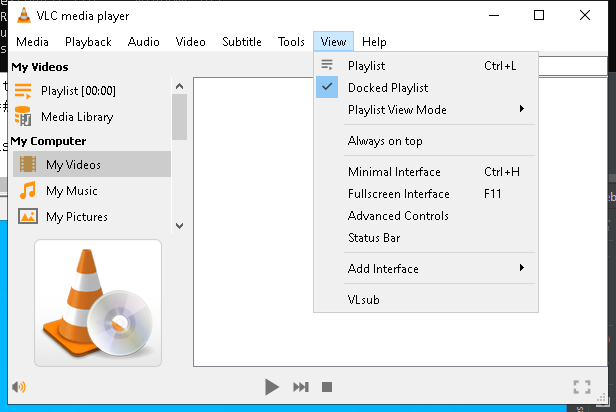 VLC media player
Media Playback Audio Video Subtitle Tools View Help
My Videos
Playlist [00:00]
Media Library
My Computer
My Videos
My Music
My Pictures
Playlist Ctrl+L
Docked Playlist
Playlist View Mode
Always on top
Minimal Interface Ctrl+H
Fullscreen Interface F11
Advanced Controls
Status Bar
Add Interface
VLsub